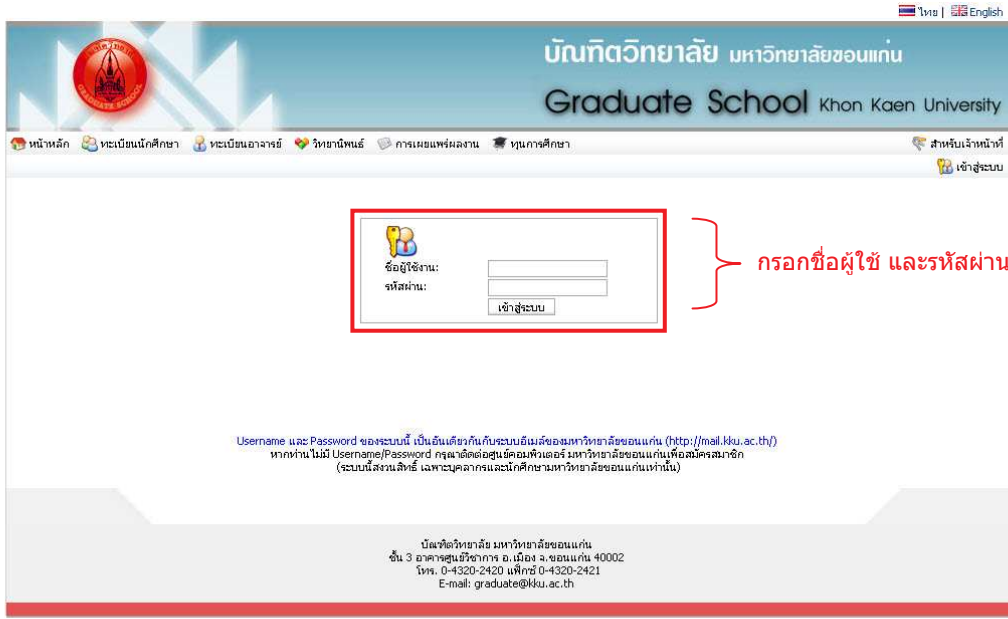 ไทย | English
บัณฑิตวิทยาลัย มหาวิทยาลัยขอนแก่น
Graduate School Khon Kaen University
GRADUATE SCHOOL
หน้าหลัก ทะเบียนนักศึกษา ทะเบียนอาจารย์ วิทยานิพนธ์ การเผยแพร่ผลงาน ทุนการศึกษา สำหรับเจ้าหน้าที่
เข้าสู่ระบบ
ชื่อผู้ใช้งาน:
รหัสผ่าน:
เข้าสู่ระบบ
กรอกชื่อผู้ใช้ และรหัสผ่าน
Username และ Password ของระบบนี้ เป็นอันเดียวกันกับระบบอีเมล์ของมหาวิทยาลัยขอนแก่น (http://mail.kku.ac.th/)
หากท่านไม่มี Username/Password กรุณาติดต่อศูนย์คอมพิวเตอร์ มหาวิทยาลัยขอนแก่นเพื่อสมัครสมาชิก
(ระบบนี้สงวนสิทธิ์ เฉพาะบุคลากรและนักศึกษามหาวิทยาลัยขอนแก่นเท่านั้น)
บัณฑิตวิทยาลัย มหาวิทยาลัยขอนแก่น
ชั้น 3 อาคารศูนย์วิชาการ อ.เมือง จ.ขอนแก่น 40002
โทร. 0-4320-2420 แฟ็กซ์ 0-4320-2421
E-mail: graduate@kku.ac.th